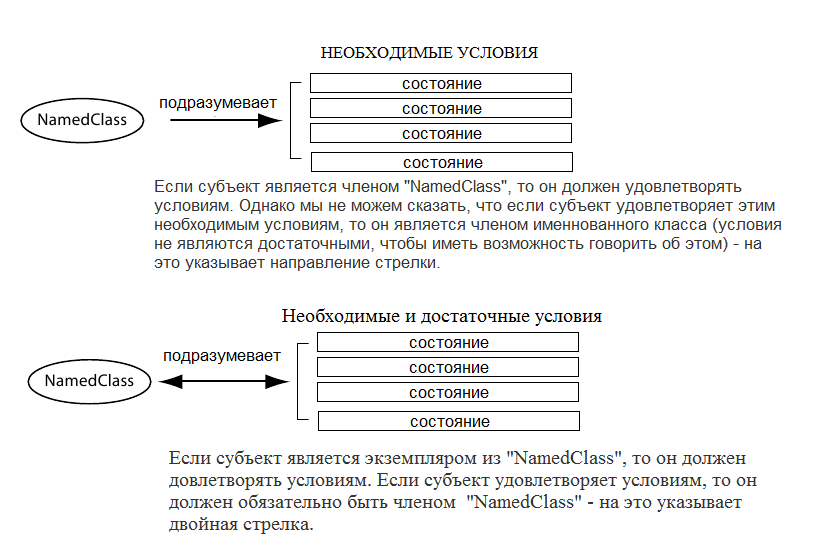 НЕОБХОДИМЫЕ УСЛОВИЯ
состояние
подразумевает
состояние
NamedClass
состояние
состояние
Если субъект является членом "NamedClass", то он должен удовлетворять
условиям. Однако мы не можем сказать, что если субъект удовлетворяет этим
необходимым условиям, то он является членом именнованного класса (условия
не являются достаточными, чтобы иметь возможность говорить об этом) - на
это указывает направление стрелки.
Необходимые и достаточные условия
состояние
подразумевает
состояние
NamedClass
состояние
состояние
Если субъект является экземпляром из "NamedClass", то он должен
довлетворять условиям. Если субъект удовлетворяет условиям, то он
должен обязательно быть членом "NamedClass" - на это указывает
двойная стрелка.